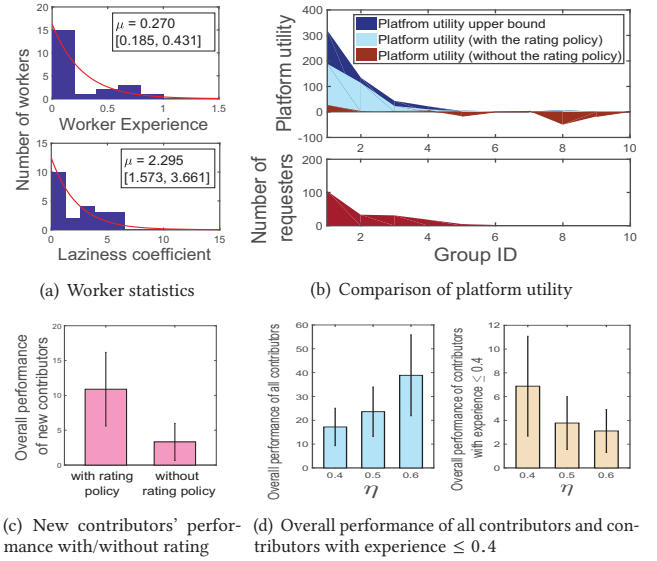 20
15
10
5
0
0 0.5 1 1.5
μ = 0.270
[0.185, 0.431]
Worker Experience
Number of workers
15
10
5
0
0 5 10 15
μ = 2.295
[1.573, 3.661]
Laziness coefficient
(a) Worker statistics
400
300
200
100
0
-100
2 4 6 8 10
Platform utility
Platfrom utility upper bound
Platform utility (with the rating policy)
Platform utility (without the rating policy)
200
100
0
2 4 6 8 10
Number of
requesters
Group ID
(b) Comparison of platform utility
20
15
10
5
0
Overall performance
of new contributors
with rating
policy
without
rating policy
(c) New contributors' perfor-
mance with/without rating
60
50
40
30
20
10
0
Overall performance of all contributors
0.4 0.5 0.6
η
12
10
8
6
4
2
0
Overall performance of contributors
with experience ≤ 0.4
0.4 0.5 0.6
η
(d) Overall performance of all contributors and con-
tributors with experience ≤ 0.4